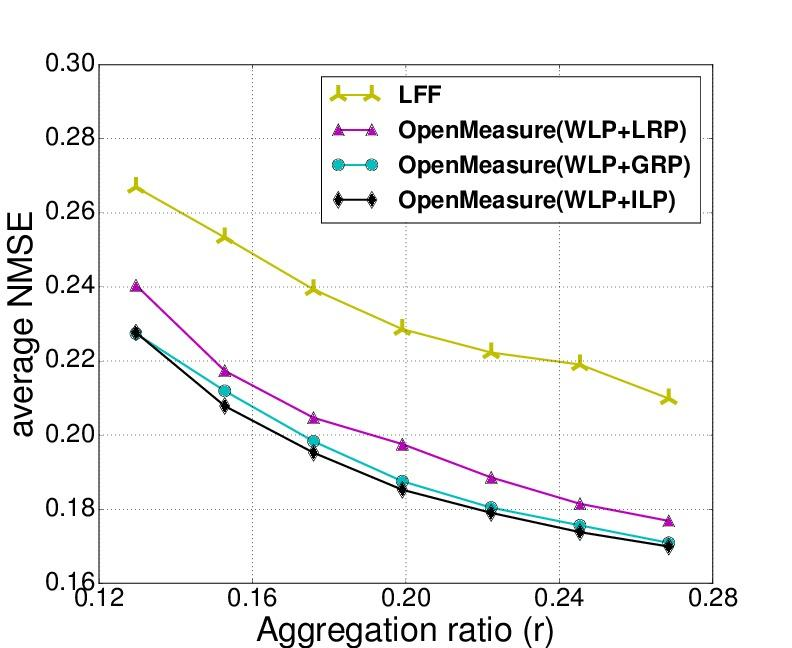 0.30
0.28
0.26
0.24
0.22
0.20
0.18
0.16
average NMSE
LFF
OpenMeasure(WLP+LRP)
OpenMeasure(WLP+GRP)
OpenMeasure(WLP+ILP)
0.12 0.16 0.20 0.24 0.28
Aggregation ratio (r)